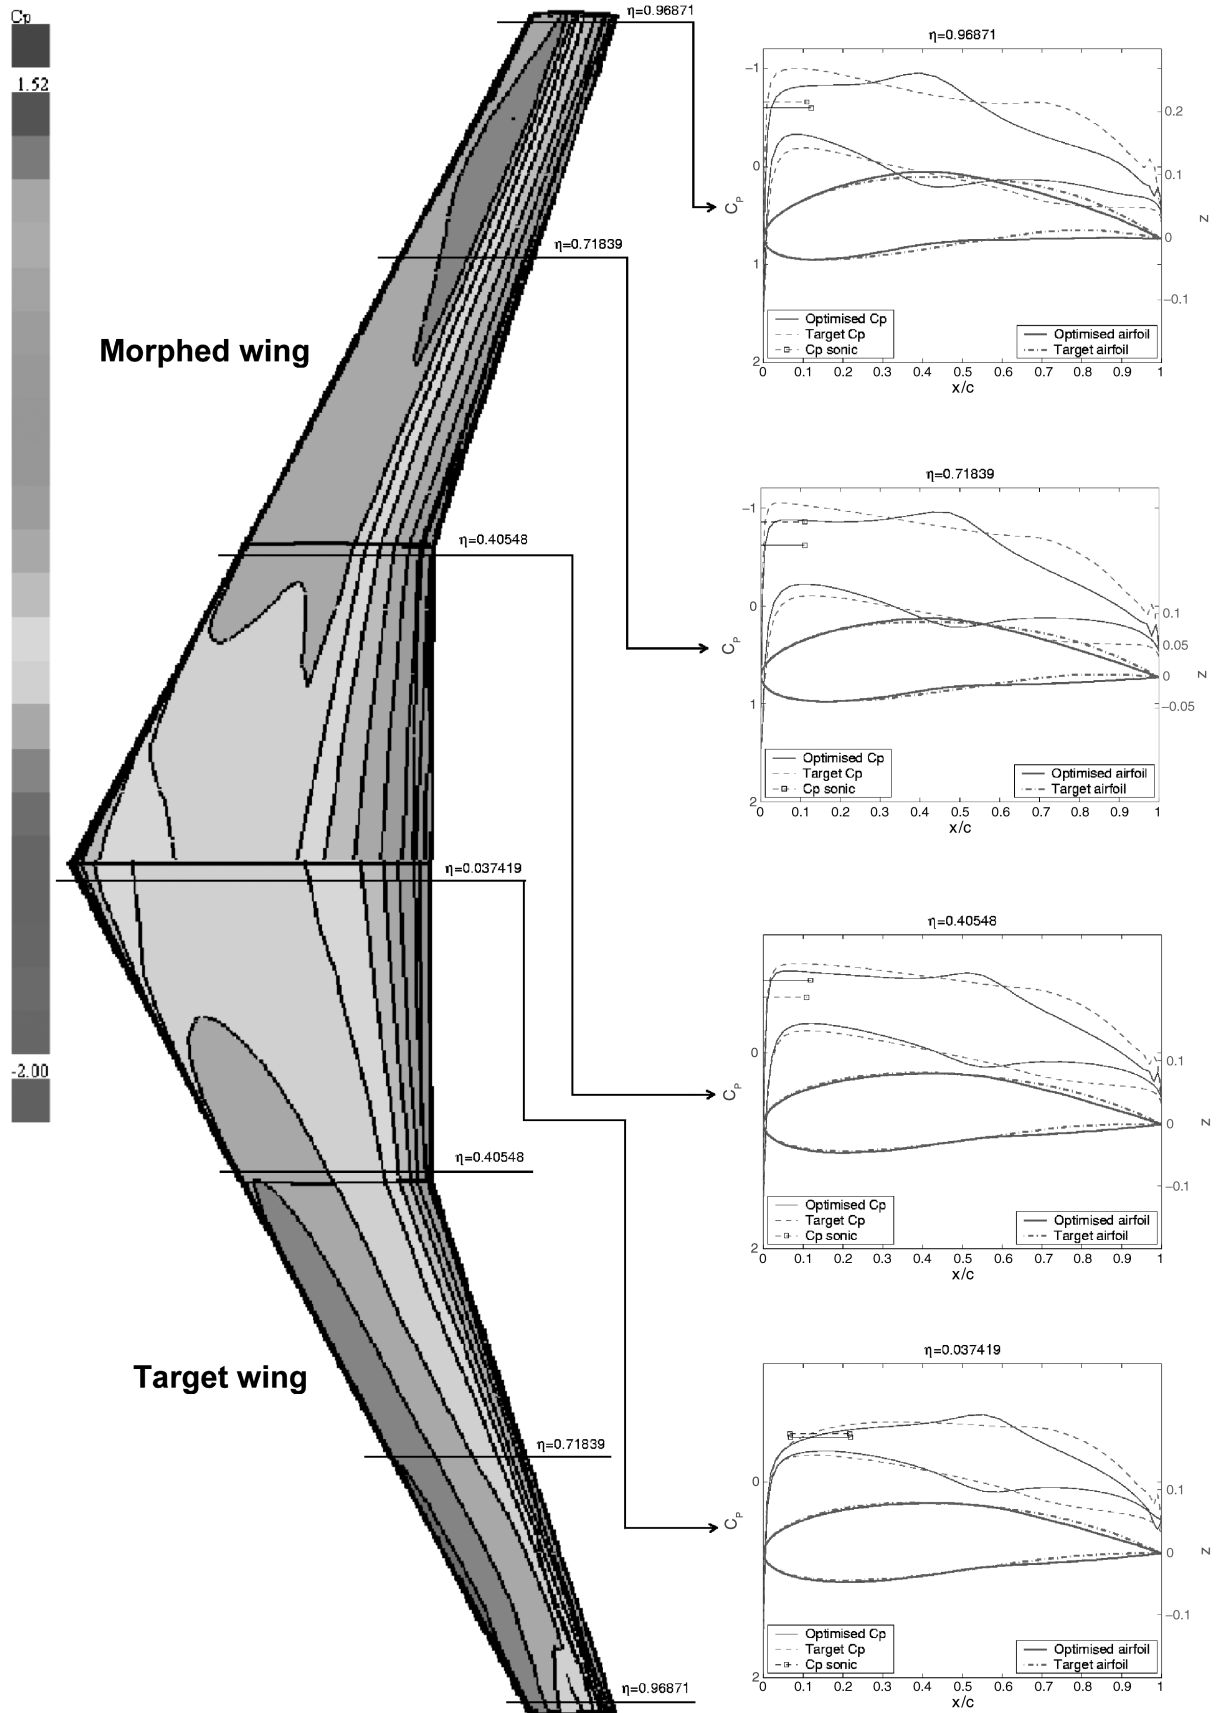 Cp
1.52
-2.00
Morphed wing
Target wing
η=0.96871
η=0.71839
η=0.40548
η=0.037419
η=0.40548
η=0.71839
η=0.96871
η=0.96871
-1
0
1
2
C_P
0.2
0.1
0
-0.1
z
Optimised Cp
Target Cp
Cp sonic
Optimised airfoil
Target airfoil
0 0.1 0.2 0.3 0.4 0.5 0.6 0.7 0.8 0.9 1
x/c
η=0.71839
-1
0
1
2
C_P
0.1
0.05
0
-0.05
z
Optimised Cp
Target Cp
Cp sonic
Optimised airfoil
Target airfoil
0 0.1 0.2 0.3 0.4 0.5 0.6 0.7 0.8 0.9 1
x/c
η=0.40548
0
2
C_P
0.1
0
-0.1
z
Optimised Cp
Target Cp
Cp sonic
Optimised airfoil
Target airfoil
0 0.1 0.2 0.3 0.4 0.5 0.6 0.7 0.8 0.9 1
x/c
η=0.037419
0
2
C_P
0.1
0
-0.1
z
Optimised Cp
Target Cp
Cp sonic
Optimised airfoil
Target airfoil
0 0.1 0.2 0.3 0.4 0.5 0.6 0.7 0.8 0.9 1
x/c